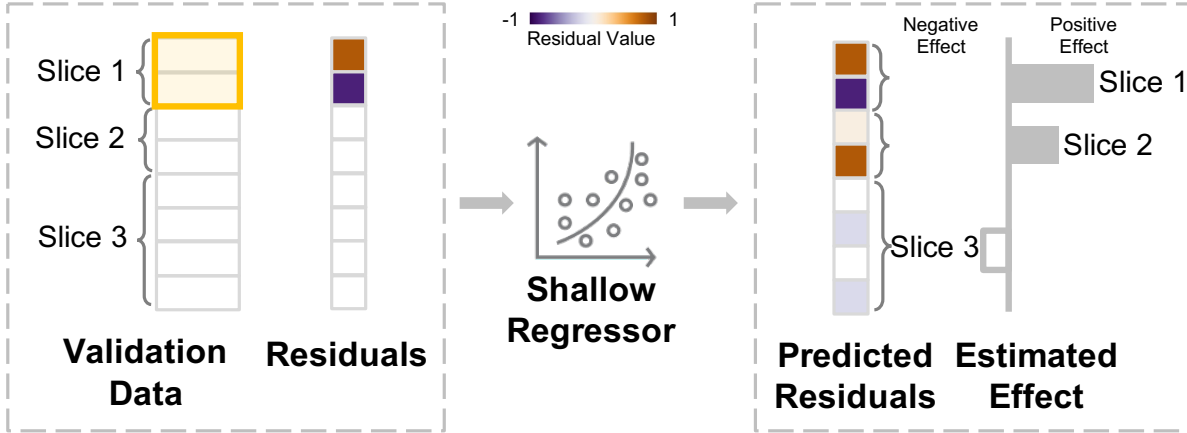 Slice 1
Slice 2
Slice 3
Validation
Data
Residuals
-1
1
Residual Value
Shallow
Regressor
Negative
Effect
Positive
Effect
Slice 1
Slice 2
Slice 3
Predicted
Residuals
Estimated
Effect